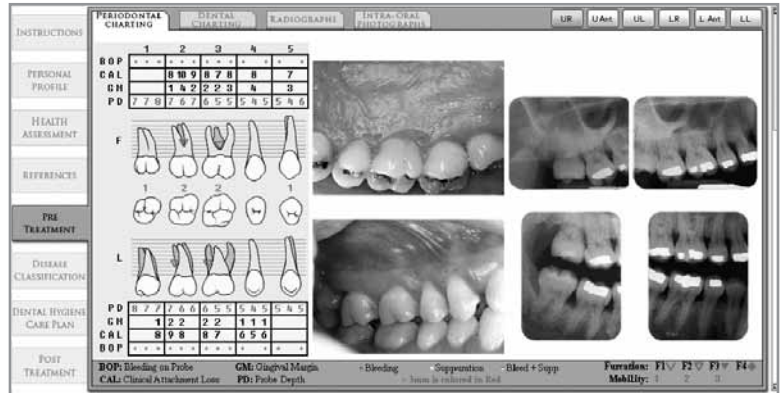 PERIODONTAL CHARTING
DENTAL CHARTING
RADIOGRAPHS
INTRA-ORAL PHOTOGRAPHS
UR
U Ant
UL
LR
L Ant
LL
INSTRUCTIONS
PERSONAL PROFILE
HEALTH ASSESSMENT
REFERENCES
PRE TREATMENT
DISEASE CLASSIFICATION
DENTAL HYGIENE CARE PLAN
POST TREATMENT
1 2 3 4 5
BOP
CAL 8 10 9 8 7 8 8 7
GM 1 4 2 2 2 3 4 3
PD 7 7 8 7 6 7 6 5 5 5 4 5 5 4 6
F
1 2 2 1
L
PD 8 7 7 7 6 6 6 5 5 5 4 5 5 4 5
GM 1 2 2 2 2 1 1 1
CAL 8 9 8 8 7 6 5 6
BOP
BOP: Bleeding on Probe GM: Gingival Margin + Bleeding Suppuration Bleed + Supp Furcation: F1 F2 F3 F4
CAL: Clinical Attachment Loss PD: Probe Depth > 3mm is colored in Red Mobility: 1 2 3